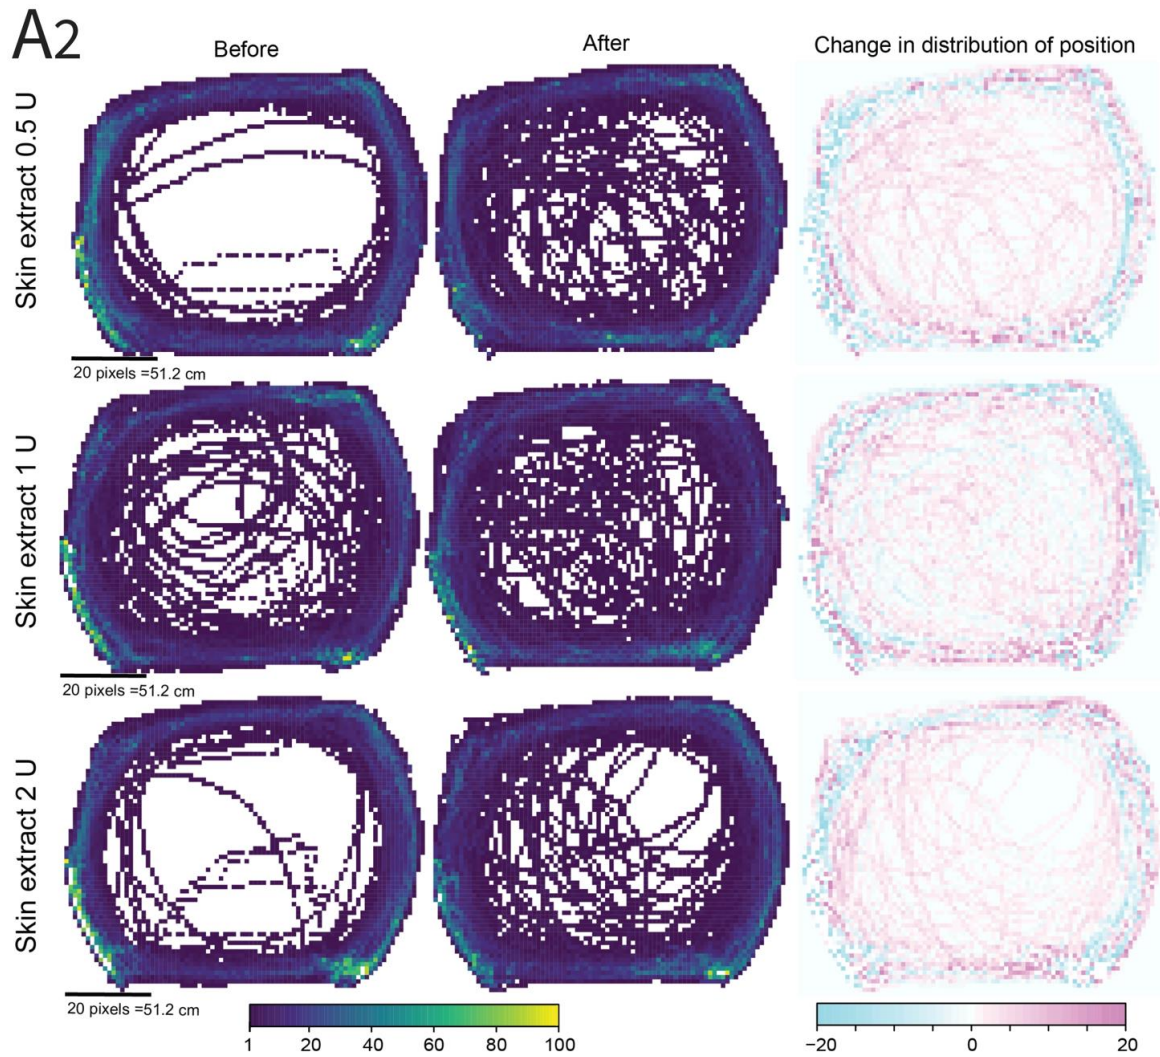 A2
Before
After
Change in distribution of position
Skin extract 0.5 U
20 pixels =51.2 cm
Skin extract 1 U
20 pixels =51.2 cm
Skin extract 2 U
20 pixels =51.2 cm
1 20 40 60 80 100
−20 0 20